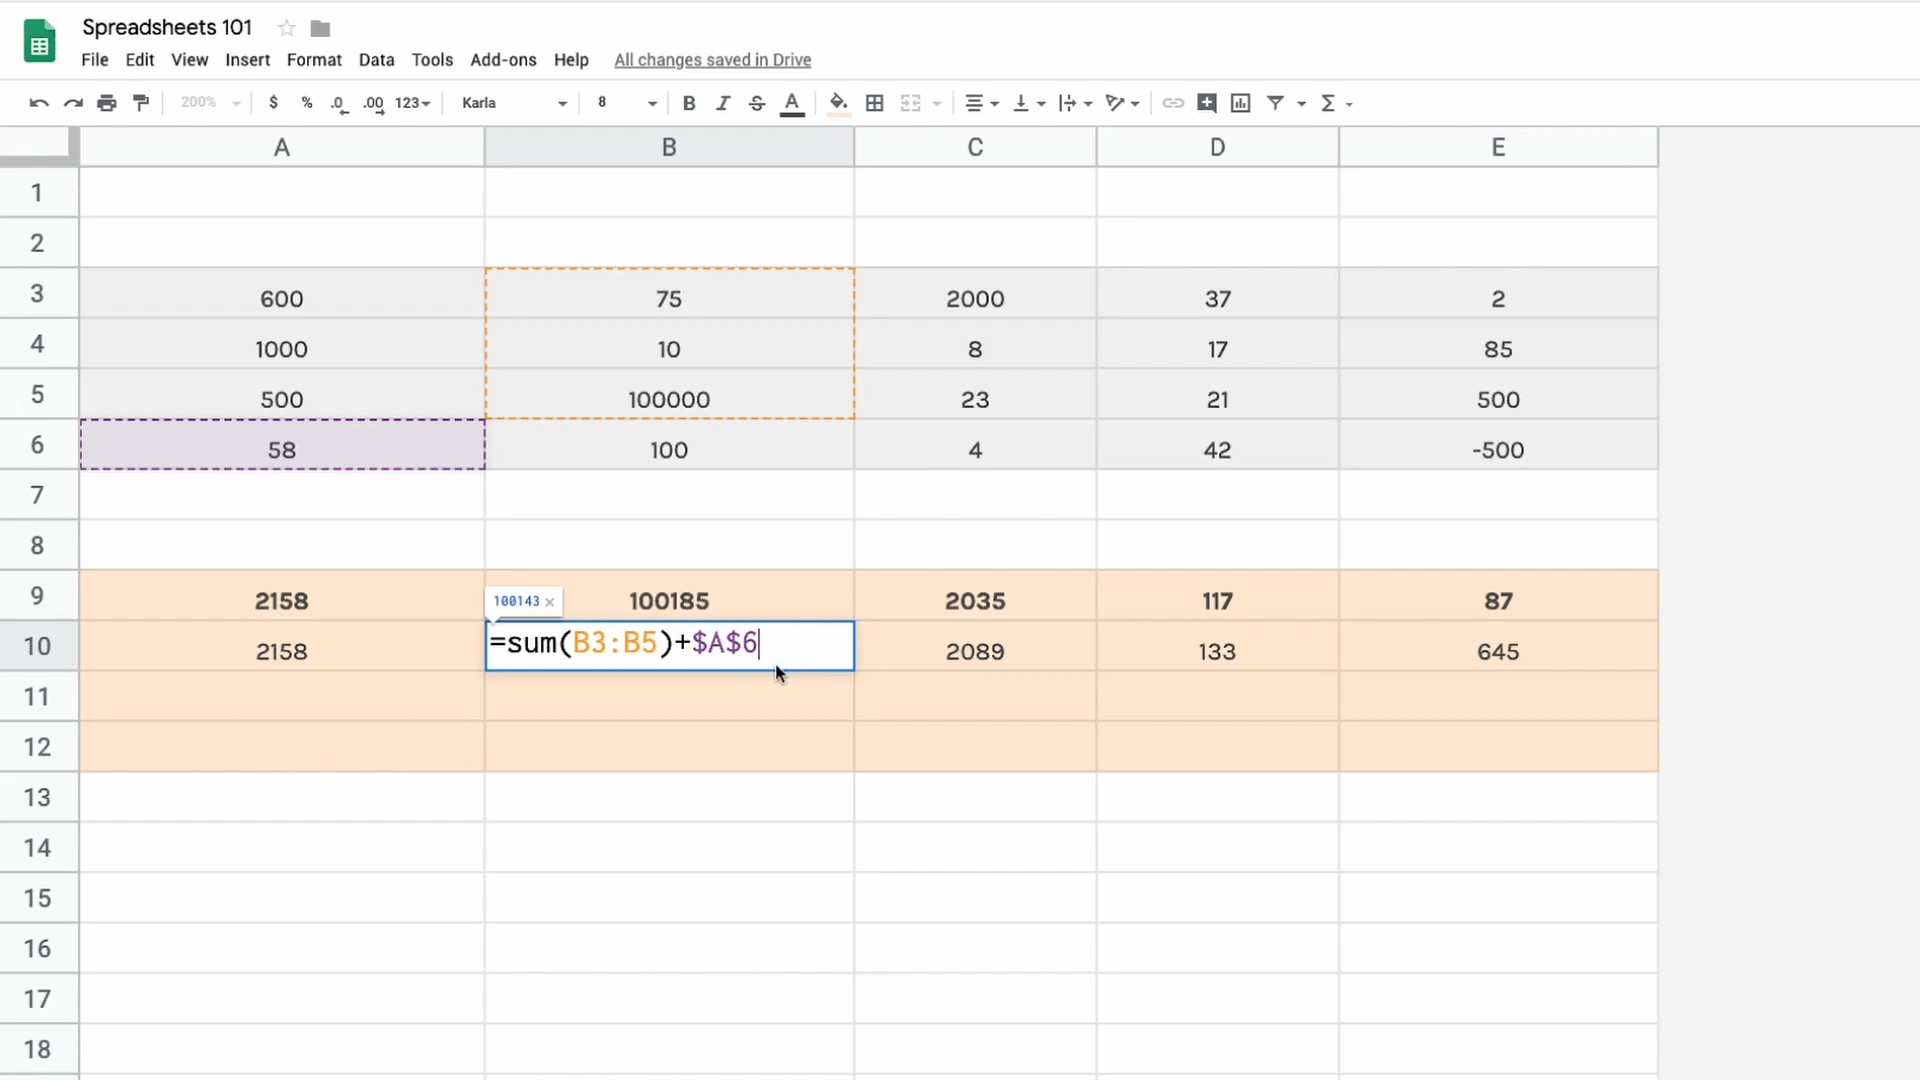 Spreadsheets 101
File Edit View Insert Format Data Tools Add-ons Help All changes saved in Drive
200% $ % .0 .00 123 Karla 8 B I S A Σ
A B C D E
1
2
3 600 75 2000 37 2
4 1000 10 8 17 85
5 500 100000 23 21 500
6 58 100 4 42 -500
7
8
9 2158 100143 × 100185 2035 117 87
10 2158 =sum(B3:B5)+$A$6 2089 133 645
11
12
13
14
15
16
17
18